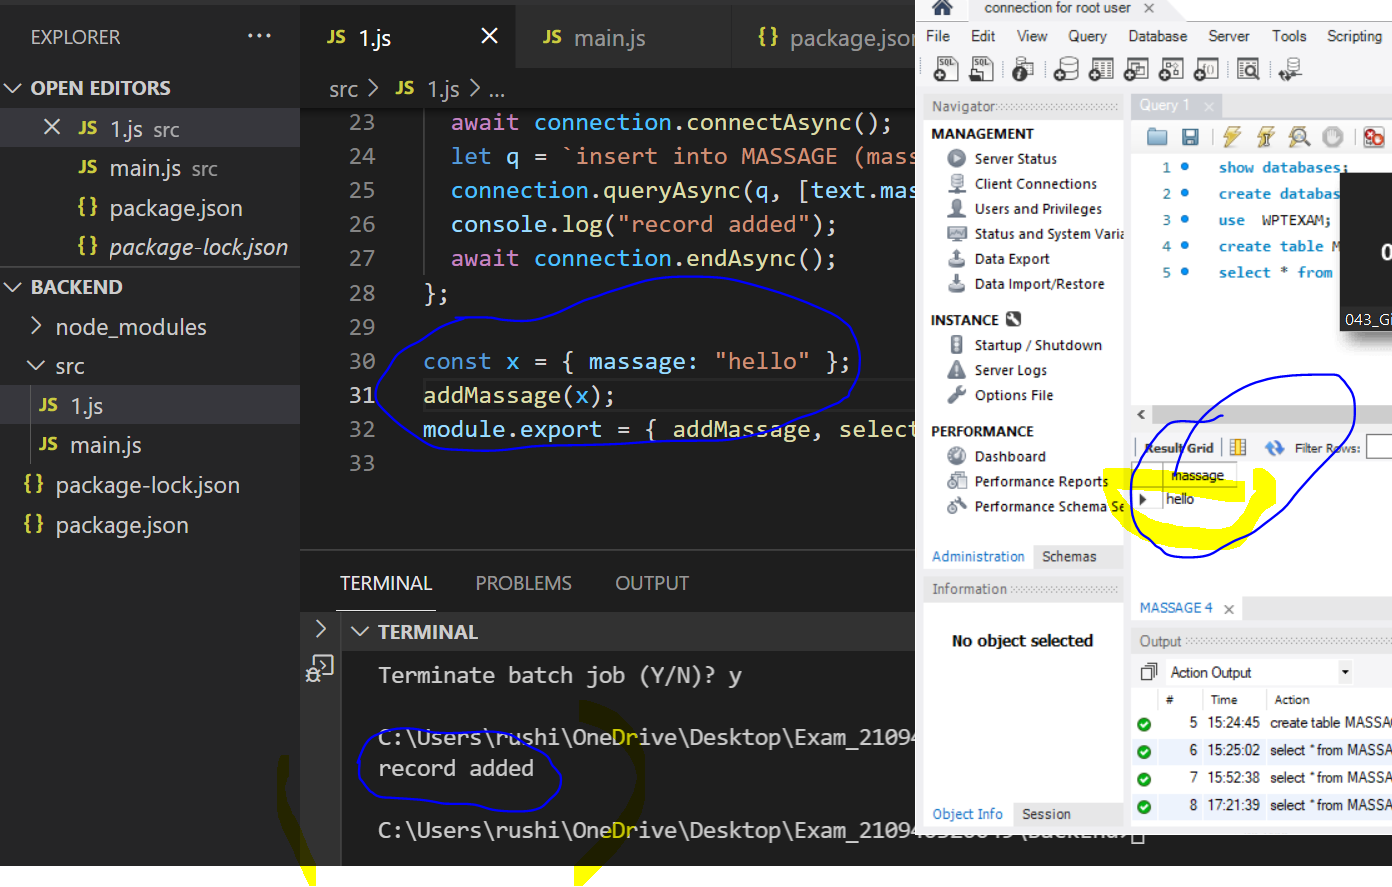 EXPLORER ...
OPEN EDITORS
JS 1.js src
JS main.js src
{} package.json
{} package-lock.json
BACKEND
node_modules
src
JS 1.js
JS main.js
{} package-lock.json
{} package.json
JS 1.js
JS main.js
{} package.json
src > JS 1.js > ...
23 await connection.connectAsync();
24 let q = `insert into MASSAGE (mass
25 connection.queryAsync(q, [text.mas
26 console.log("record added");
27 await connection.endAsync();
28 };
29
30 const x = { massage: "hello" };
31 addMassage(x);
32 module.export = { addMassage, select
33
TERMINAL PROBLEMS OUTPUT
TERMINAL
Terminate batch job (Y/N)? y
C:\Users\rushi\OneDrive\Desktop\Exam_21094
record added
C:\Users\rushi\OneDrive\Desktop\Exam_21094
connection for root user
File Edit View Query Database Server Tools Scripting
Navigator
MANAGEMENT
Server Status
Client Connections
Users and Privileges
Status and System Varia
Data Export
Data Import/Restore
INSTANCE
Startup / Shutdown
Server Logs
Options File
PERFORMANCE
Dashboard
Performance Reports
Performance Schema Se
Administration Schemas
Information
No object selected
Object Info Session
Query 1
1 show databases;
2 create databas
3 use WPTEXAM;
4 create table M
5 select * from
0
043_Gi
Result Grid Filter Rows:
massage
hello
MASSAGE 4
Output
Action Output
# Time Action
5 15:24:45 create table MASSA
6 15:25:02 select * from MASSA
7 15:52:38 select * from MASSA
8 17:21:39 select * from MASSA